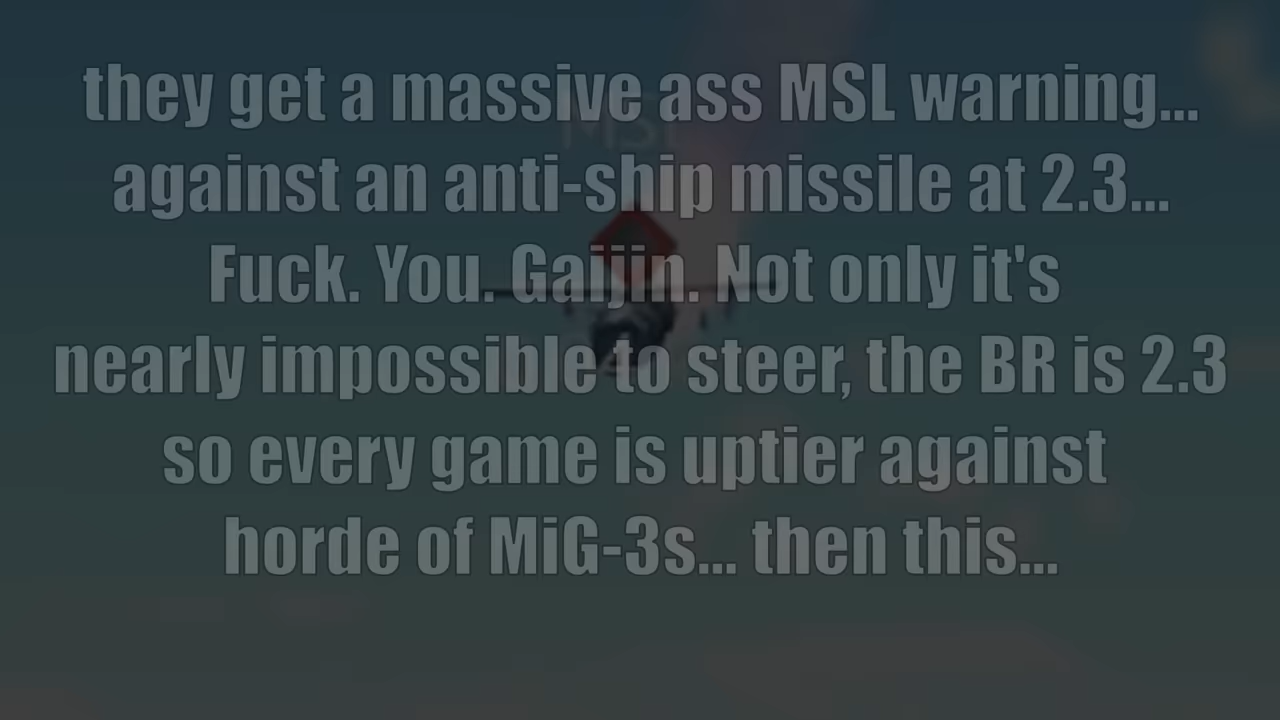 they get a massive ass MSL warning...
MSL
against an anti-ship missile at 2.3...
Fuck. You. Gaijin. Not only it's
nearly impossible to steer, the BR is 2.3
so every game is uptier against
horde of MiG-3s... then this...